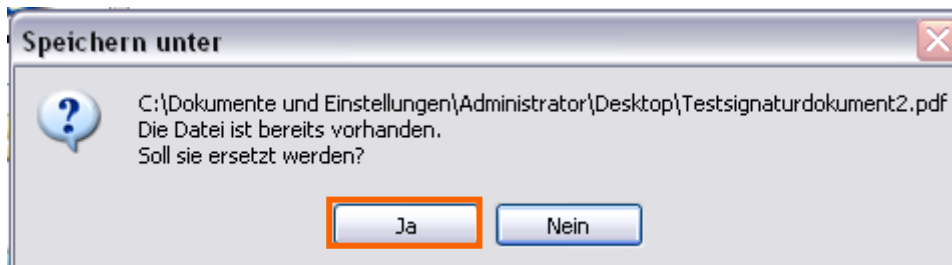 Speichern unter
C:\Dokumente und Einstellungen\Administrator\Desktop\Testsignaturdokument2.pdf
Die Datei ist bereits vorhanden.
Soll sie ersetzt werden?
Ja
Nein